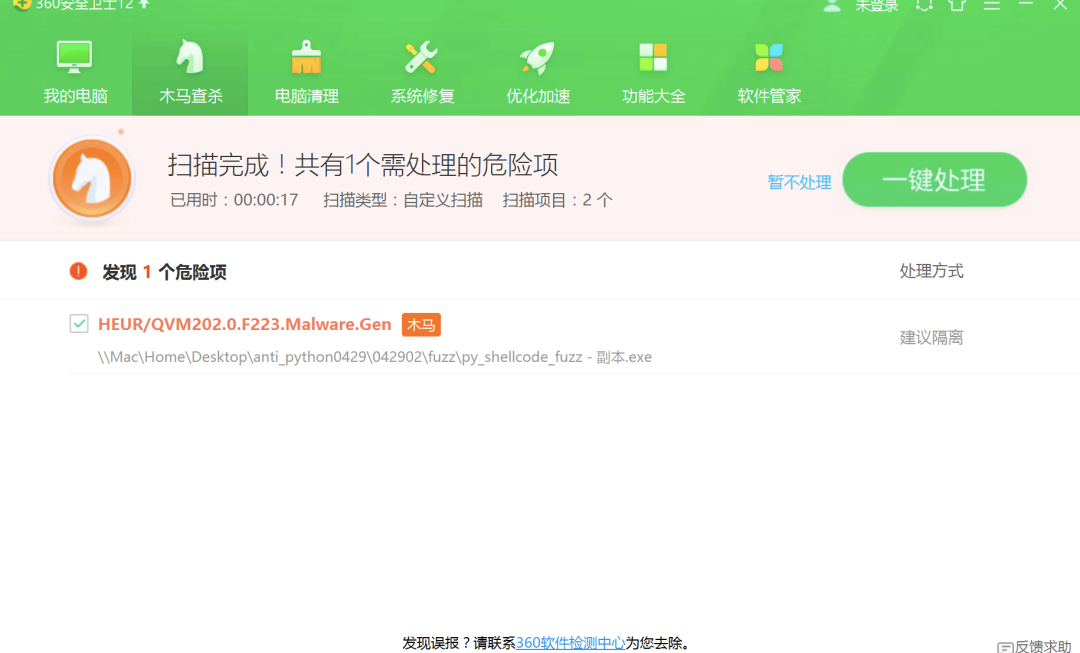 360安全卫士12
未登录
我的电脑 木马查杀 电脑清理 系统修复 优化加速 功能大全 软件管家
扫描完成！共有1个需处理的危险项
已用时：00:00:17 扫描类型：自定义扫描 扫描项目：2 个
暂不处理 一键处理
发现 1 个危险项 处理方式
HEUR/QVM202.0.F223.Malware.Gen 木马
\\Mac\Home\Desktop\anti_python0429\042902\fuzz\py_shellcode_fuzz - 副本.exe
建议隔离
发现误报？请联系360软件检测中心为您去除。
反馈求助